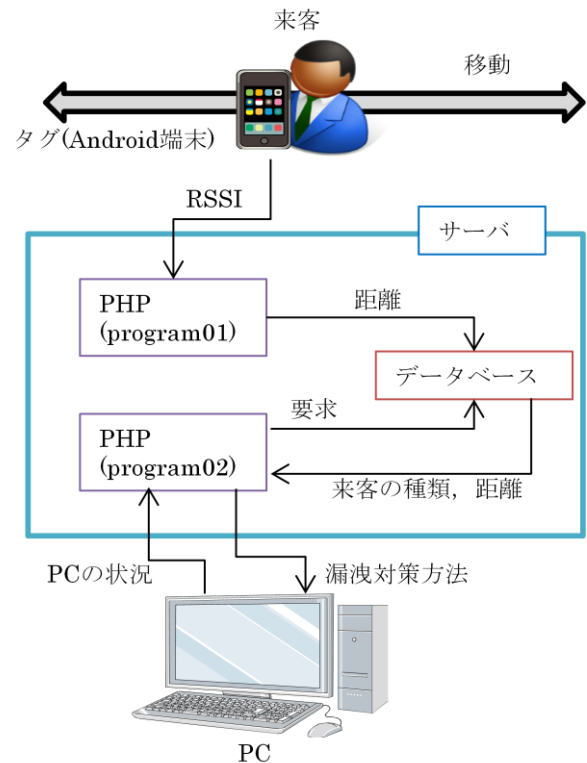 来客
移動
タグ(Android端末)
RSSI
サーバ
PHP
(program01)
距離
データベース
要求
PHP
(program02)
来客の種類，距離
PCの状況
漏洩対策方法
PC